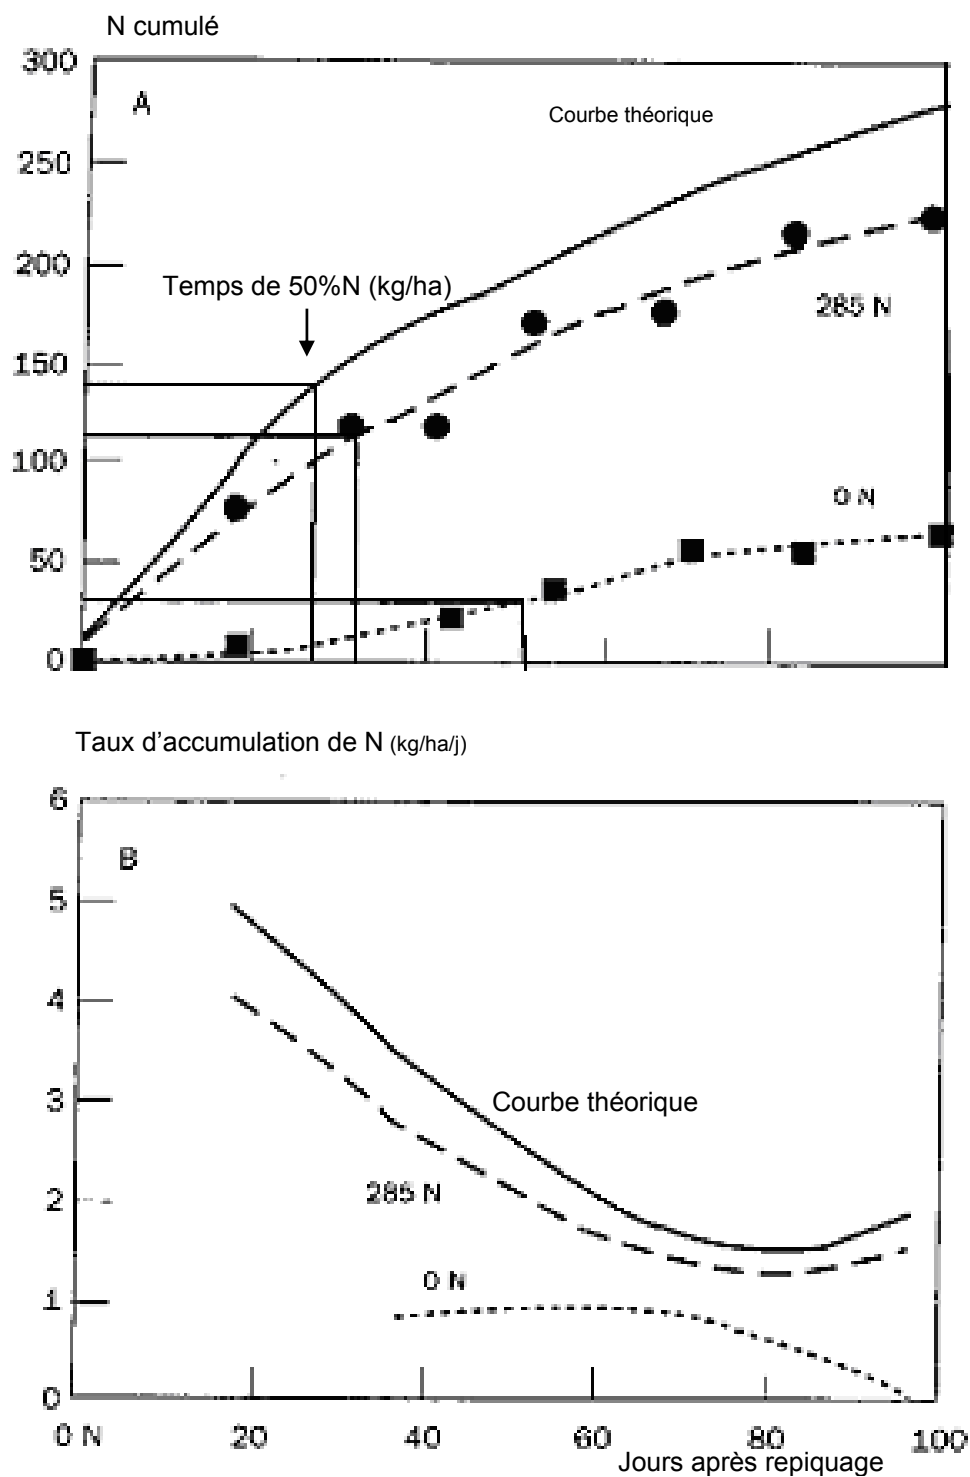 N cumulé
300
A
Courbe théorique
250
200
Temps de 50%N (kg/ha)
285 N
150
100
0 N
50
0
Taux d'accumulation de N (kg/ha/j)
6
B
5
4
3
Courbe théorique
285 N
2
0 N
1
0
0 N 20 40 60 80 100
Jours après repiquage